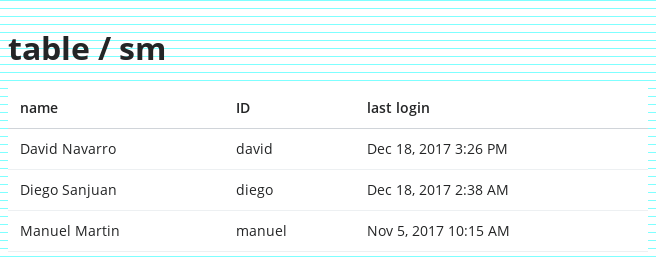 table / sm
name ID last login
David Navarro david Dec 18, 2017 3:26 PM
Diego Sanjuan diego Dec 18, 2017 2:38 AM
Manuel Martin manuel Nov 5, 2017 10:15 AM